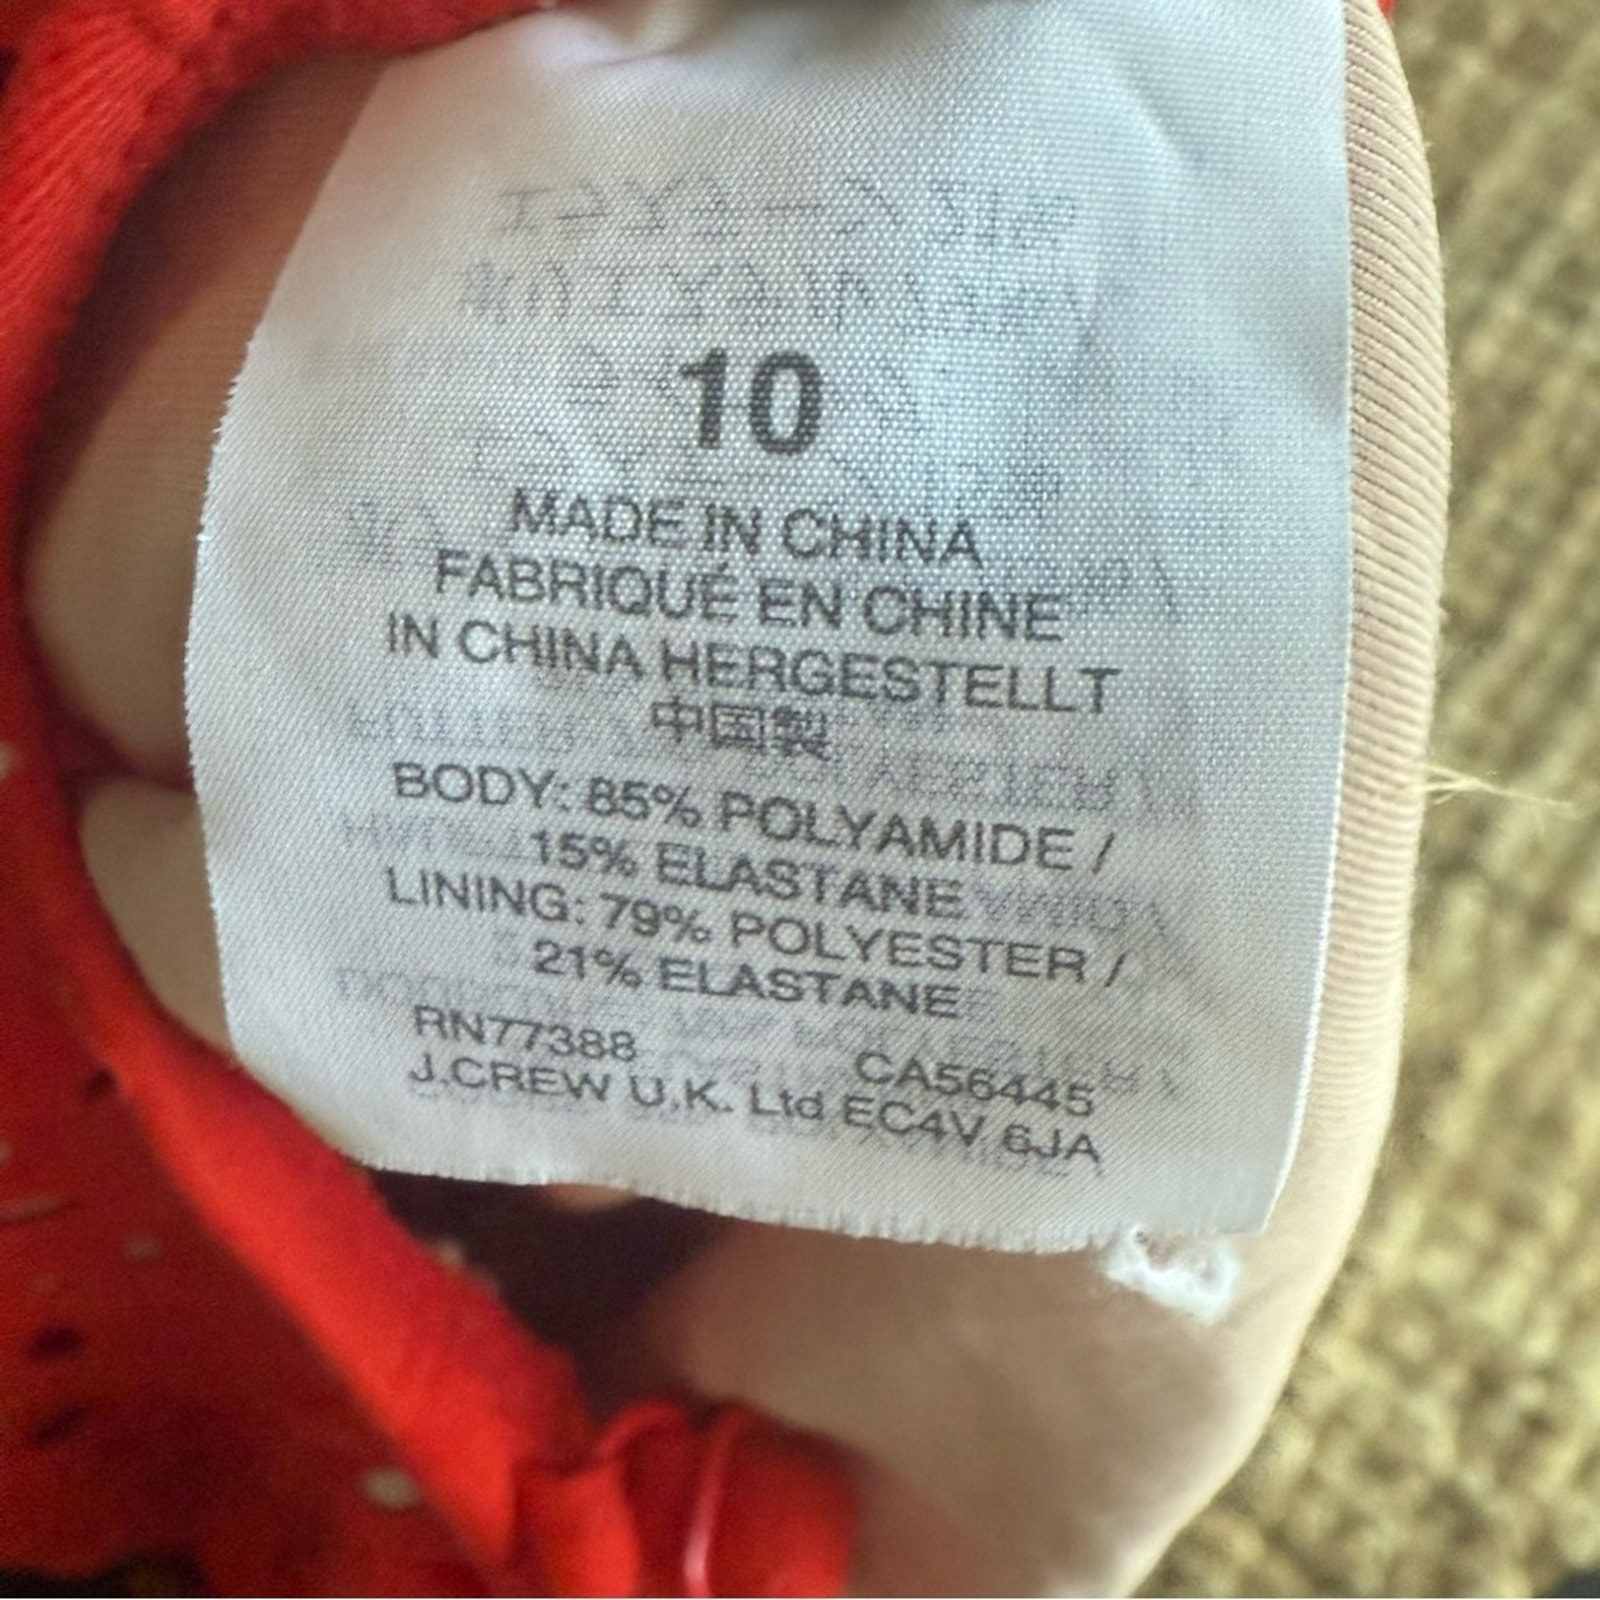 10
MADE IN CHINA
FABRIQUÉ EN CHINE
IN CHINA HERGESTELLT
中国製
BODY: 85% POLYAMIDE /
15% ELASTANE
LINING: 79% POLYESTER /
21% ELASTANE
RN77388 CA56445
J.CREW U.K. Ltd EC4V 6JA